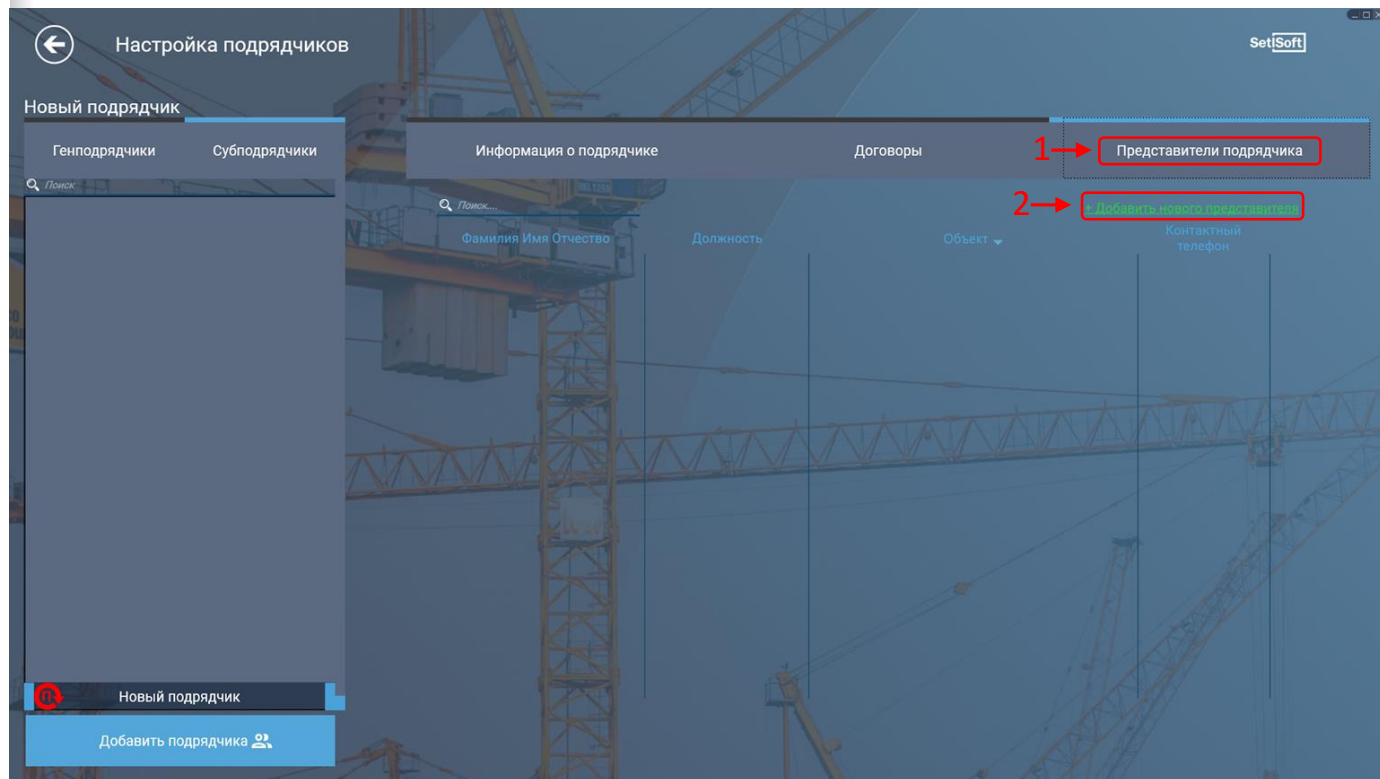 Настройка подрядчиков
SetlSoft
Новый подрядчик
Генподрядчики
Субподрядчики
Информация о подрядчике
Договоры
1
Представители подрядчика
Поиск
Поиск....
2
+ Добавить нового представителя
Фамилия Имя Отчество
Должность
Объект
Контактный
телефон
Новый подрядчик
Добавить подрядчика